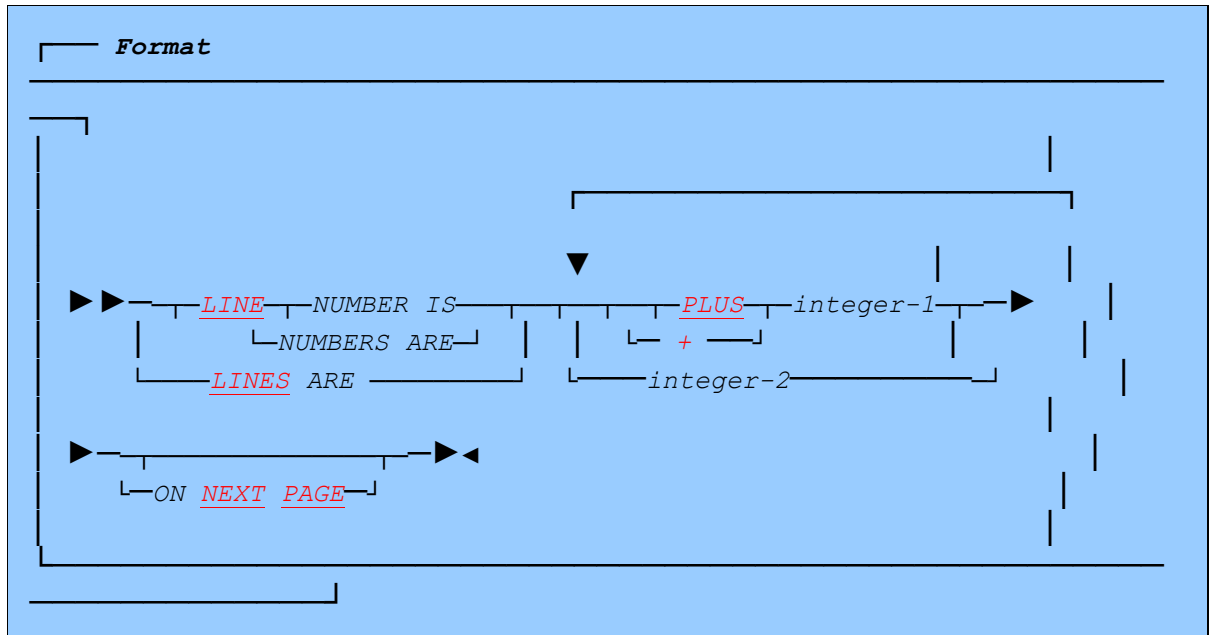 Format
LINE NUMBER IS PLUS integer-1
NUMBERS ARE +
LINES ARE integer-2
ON NEXT PAGE